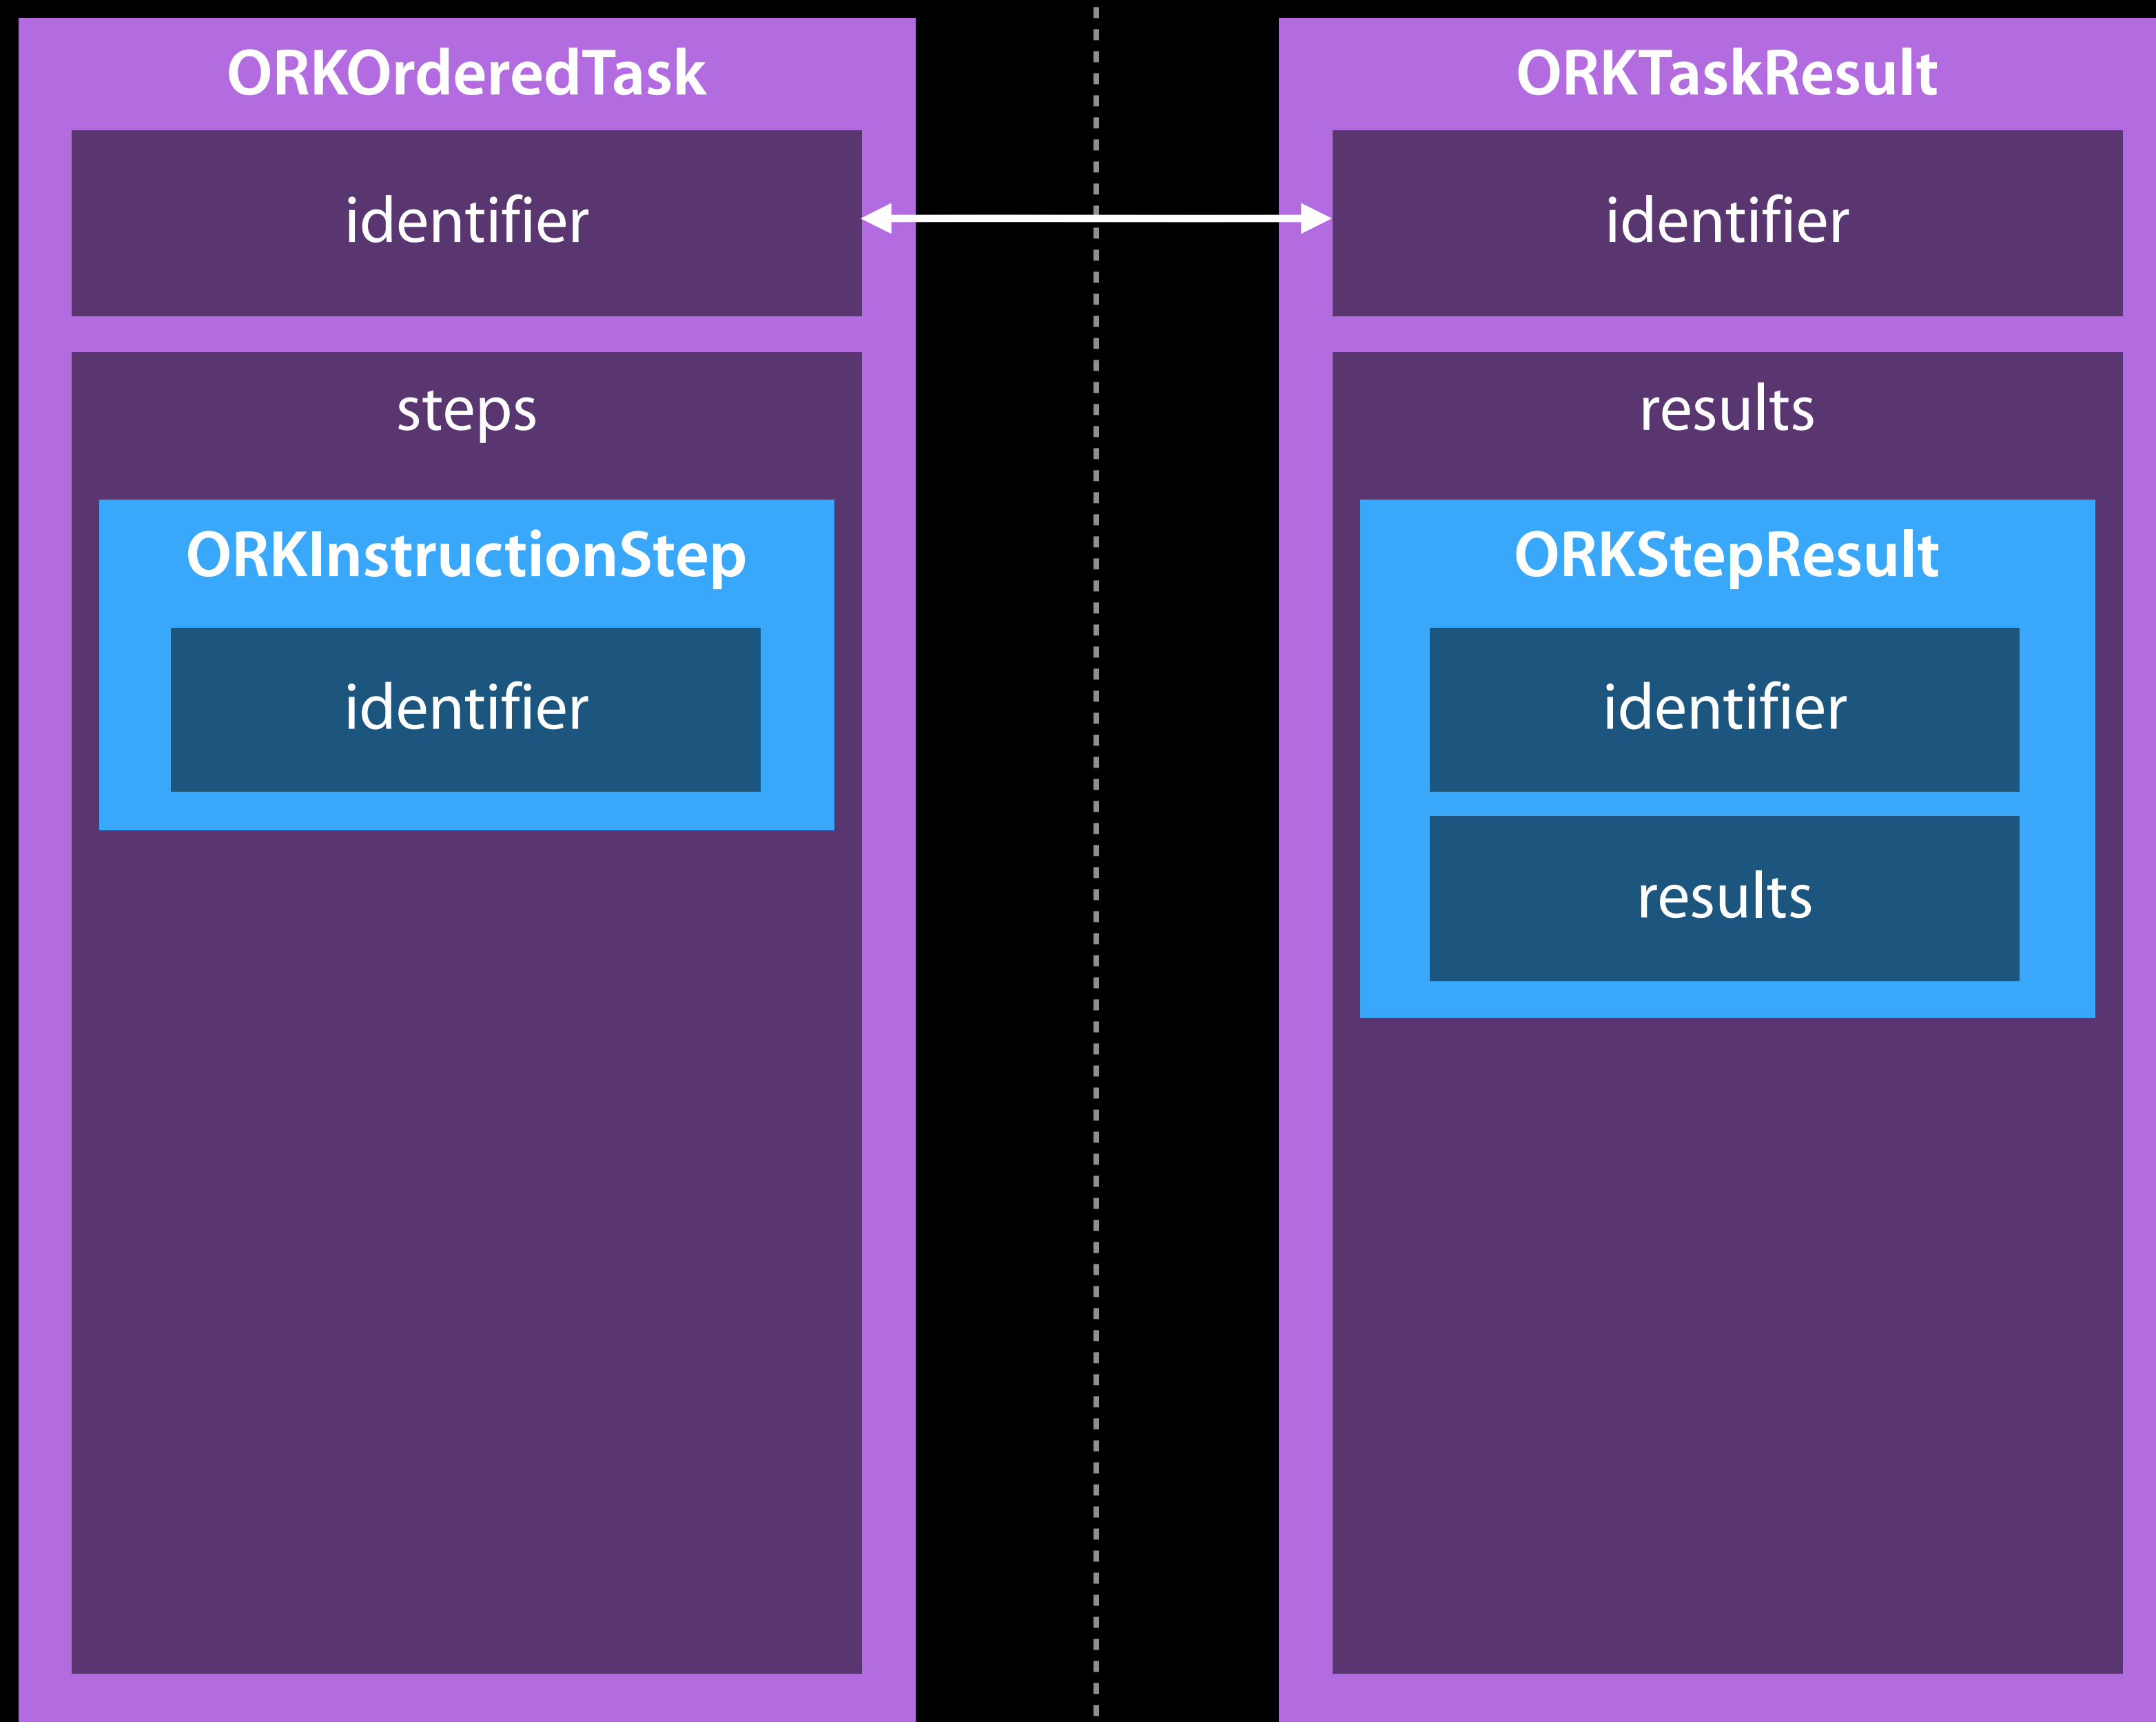 ORKOrderedTask
identifier
steps
ORKInstructionStep
identifier
ORKTaskResult
identifier
results
ORKStepResult
identifier
results